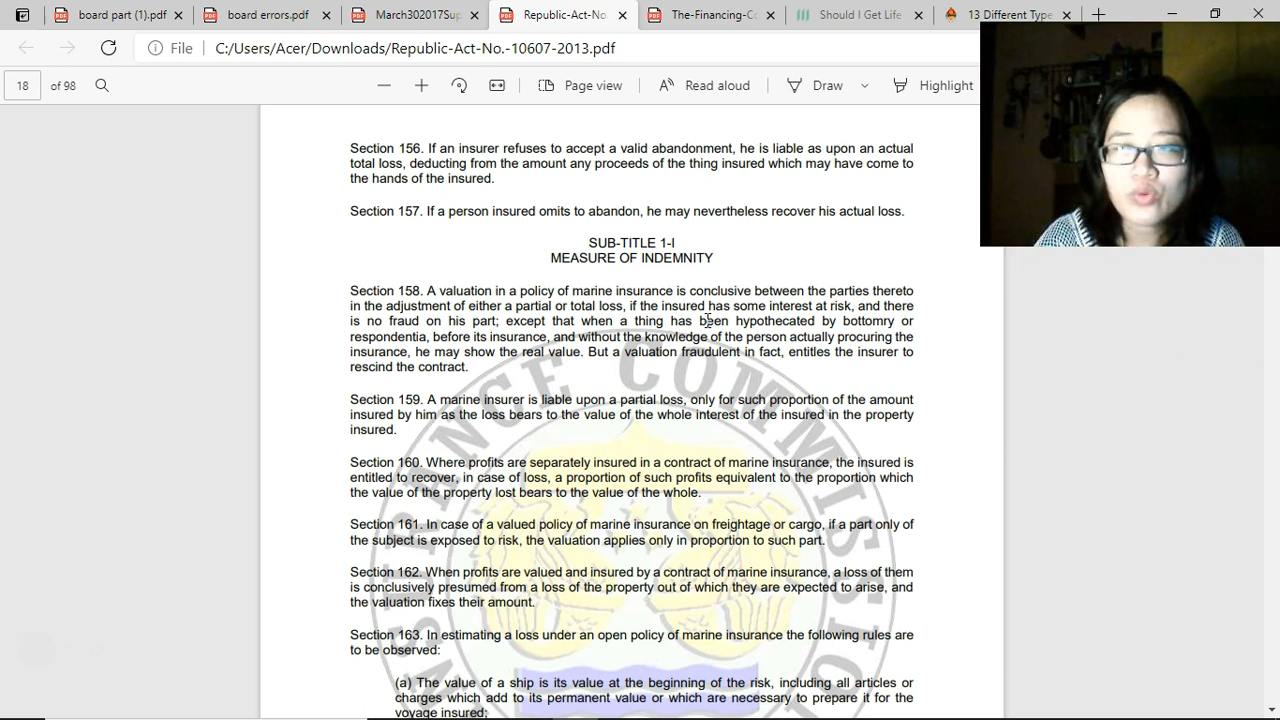 board part (1).pdf
board errors.pdf
March302017Sup
Republic-Act-No.
The-Financing-C
Should I Get Life
13 Different Type
File C:/Users/Acer/Downloads/Republic-Act-No.-10607-2013.pdf
18 of 98 Page view Read aloud Draw Highlight
Section 156. If an insurer refuses to accept a valid abandonment, he is liable as upon an actual
total loss, deducting from the amount any proceeds of the thing insured which may have come to
the hands of the insured.
Section 157. If a person insured omits to abandon, he may nevertheless recover his actual loss.
SUB-TITLE 1-I
MEASURE OF INDEMNITY
Section 158. A valuation in a policy of marine insurance is conclusive between the parties thereto
in the adjustment of either a partial or total loss, if the insured has some interest at risk, and there
is no fraud on his part; except that when a thing has been hypothecated by bottomry or
respondentia, before its insurance, and without the knowledge of the person actually procuring the
insurance, he may show the real value. But a valuation fraudulent in fact, entitles the insurer to
rescind the contract.
Section 159. A marine insurer is liable upon a partial loss, only for such proportion of the amount
insured by him as the loss bears to the value of the whole interest of the insured in the property
insured.
Section 160. Where profits are separately insured in a contract of marine insurance, the insured is
entitled to recover, in case of loss, a proportion of such profits equivalent to the proportion which
the value of the property lost bears to the value of the whole.
Section 161. In case of a valued policy of marine insurance on freightage or cargo, if a part only of
the subject is exposed to risk, the valuation applies only in proportion to such part.
Section 162. When profits are valued and insured by a contract of marine insurance, a loss of them
is conclusively presumed from a loss of the property out of which they are expected to arise, and
the valuation fixes their amount.
Section 163. In estimating a loss under an open policy of marine insurance the following rules are
to be observed:
(a) The value of a ship is its value at the beginning of the risk, including all articles or
charges which add to its permanent value or which are necessary to prepare it for the
voyage insured;